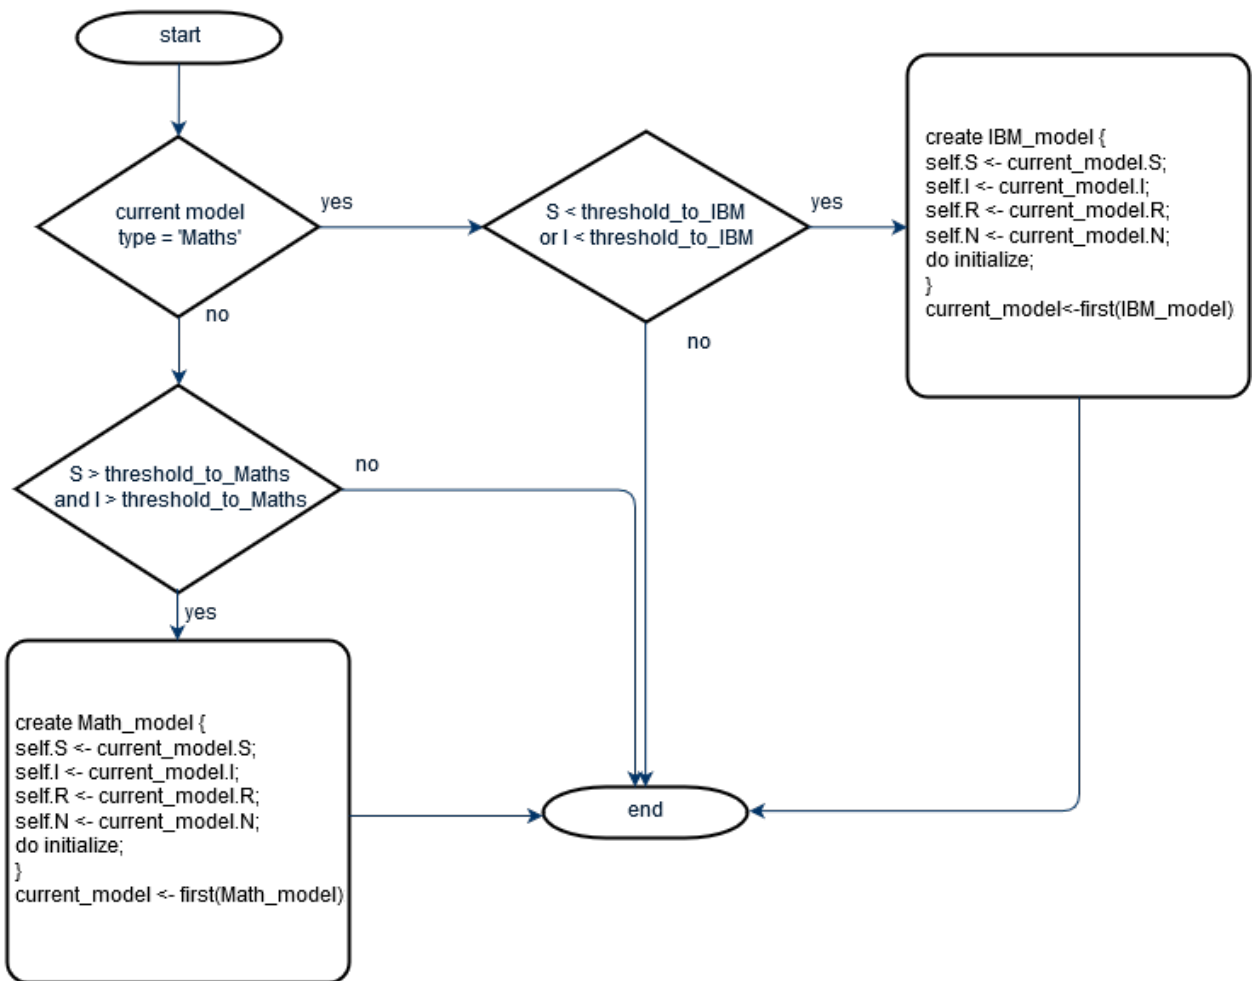 start
current model
type = 'Maths'
yes
no
S < threshold_to_IBM
or I < threshold_to_IBM
yes
no
create IBM_model {
self.S <- current_model.S;
self.I <- current_model.I;
self.R <- current_model.R;
self.N <- current_model.N;
do initialize;
}
current_model<-first(IBM_model)
S > threshold_to_Maths
and I > threshold_to_Maths
no
yes
create Math_model {
self.S <- current_model.S;
self.I <- current_model.I;
self.R <- current_model.R;
self.N <- current_model.N;
do initialize;
}
current_model <- first(Math_model)
end